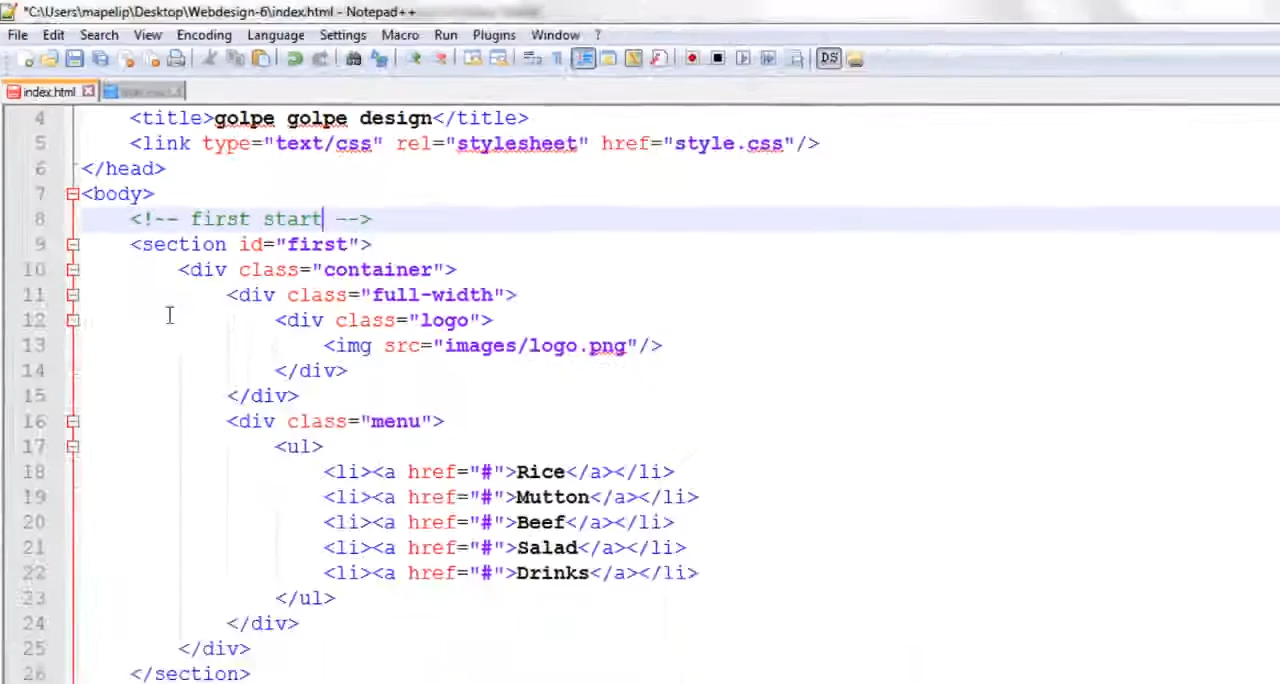 *C:\Users\mapelip\Desktop\Webdesign-6\index.html - Notepad++
File Edit Search View Encoding Language Settings Macro Run Plugins Window ?
DS
index.html
4 <title>golpe golpe design</title>
5 <link type="text/css" rel="stylesheet" href="style.css"/>
6 </head>
7 <body>
8 <!-- first start -->
9 <section id="first">
10 <div class="container">
11 <div class="full-width">
12 <div class="logo">
13 <img src="images/logo.png"/>
14 </div>
15 </div>
16 <div class="menu">
17 <ul>
18 <li><a href="#">Rice</a></li>
19 <li><a href="#">Mutton</a></li>
20 <li><a href="#">Beef</a></li>
21 <li><a href="#">Salad</a></li>
22 <li><a href="#">Drinks</a></li>
23 </ul>
24 </div>
25 </div>
26 </section>